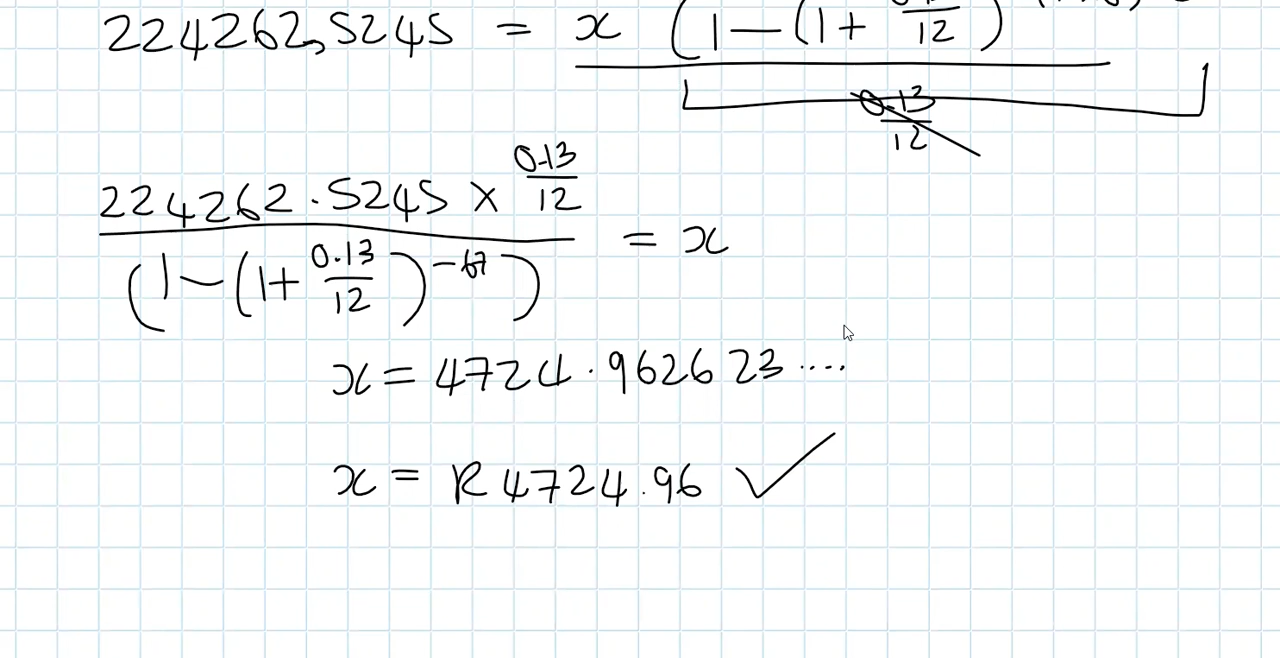 224262,5245 = x (1-(1+ /12)
0.13/12
224262.5245 x 0.13/12
= x
(1-(1+ 0.13/12)^-67)
x = 4724.96262623....
x = R4724.96 ✓